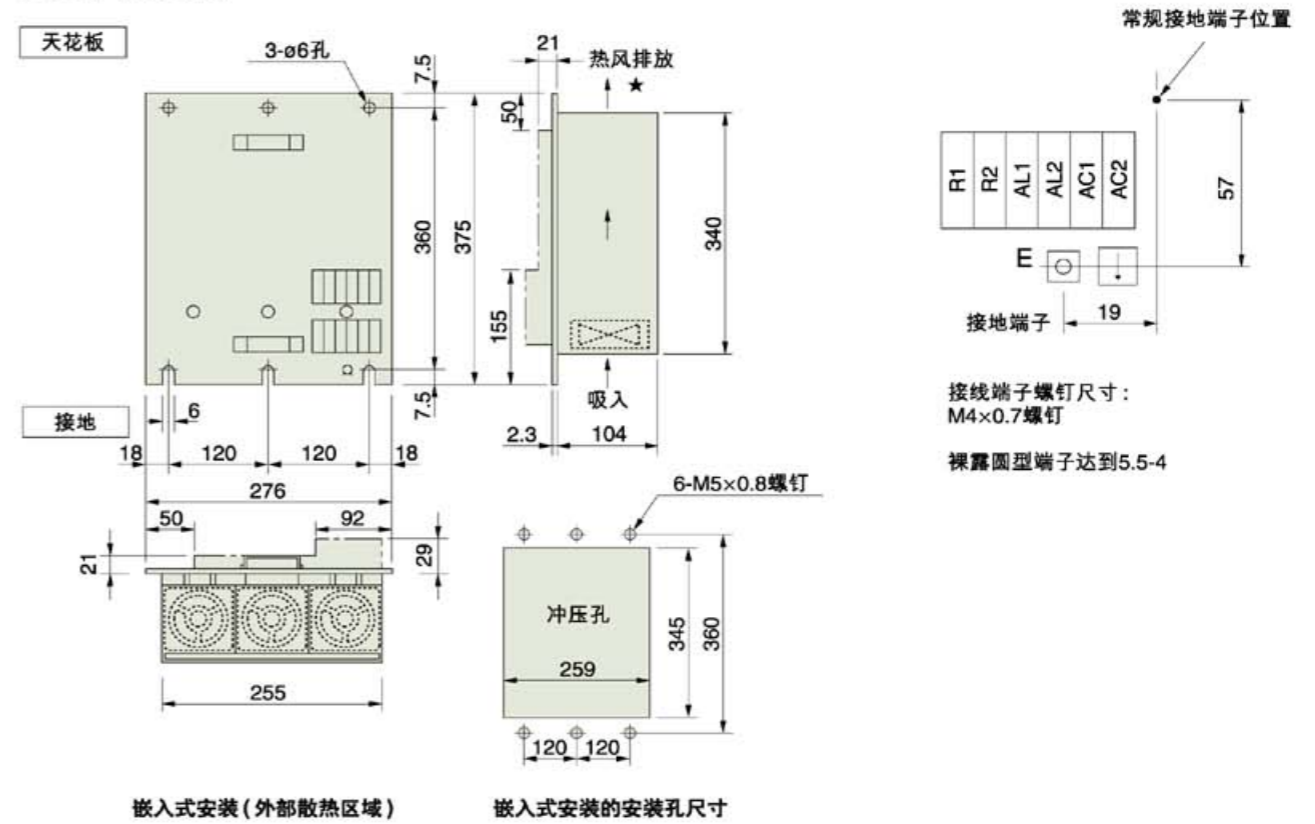 天花板
3-ø6孔
7.5
360
375
7.5
6
18
120
120
18
276
接地
21
热风排放
★
50
340
155
吸入
2.3
104
50
92
21
29
255
嵌入式安装(外部散热区域)
6-M5×0.8螺钉
冲压孔
259
345
360
120
120
嵌入式安装的安装孔尺寸
常规接地端子位置
R1
R2
AL1
AL2
AC1
AC2
57
E
接地端子
19
接线端子螺钉尺寸:
M4×0.7螺钉
裸露圆型端子达到5.5-4